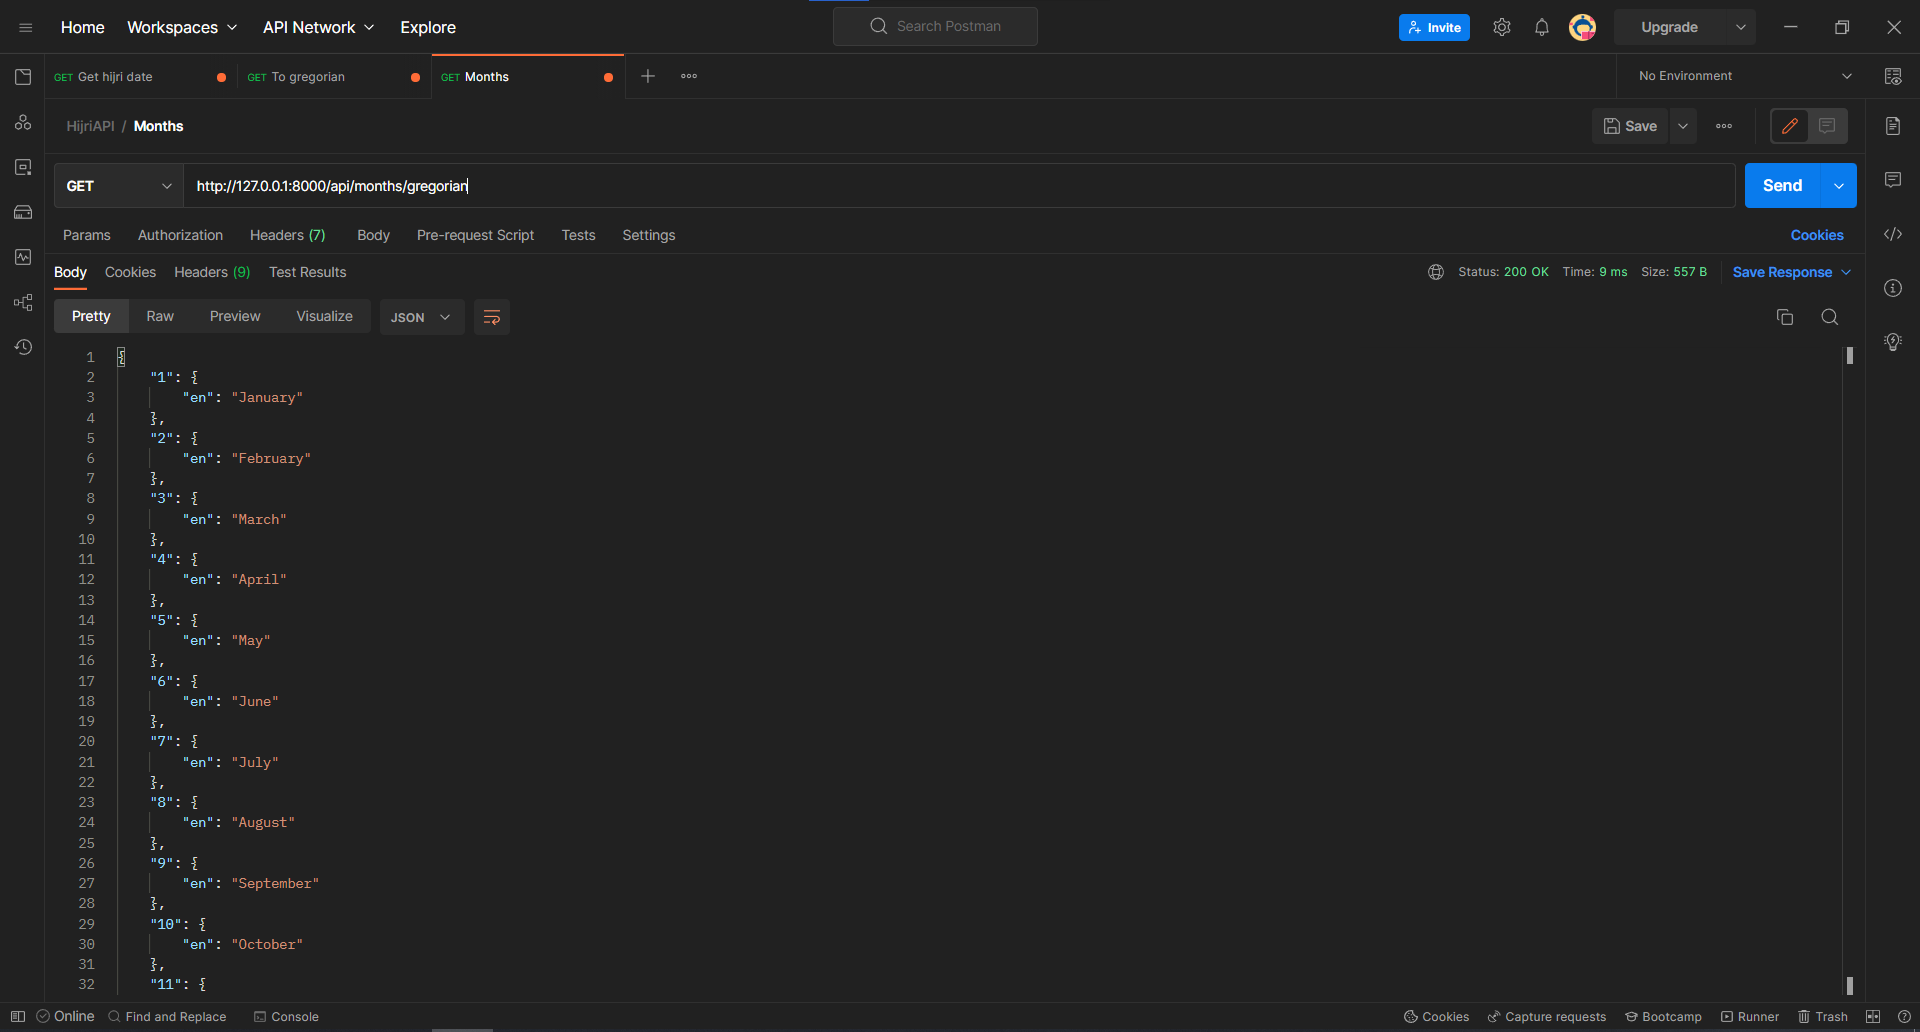 Home Workspaces API Network Explore Search Postman Invite Upgrade
GET Get hijri date GET To gregorian GET Months No Environment
HijriAPI / Months Save
GET http://127.0.0.1:8000/api/months/gregorian Send
Params Authorization Headers (7) Body Pre-request Script Tests Settings Cookies
Body Cookies Headers (9) Test Results Status: 200 OK Time: 9 ms Size: 557 B Save Response
Pretty Raw Preview Visualize JSON
1 {
2 "1": {
3 "en": "January"
4 },
5 "2": {
6 "en": "February"
7 },
8 "3": {
9 "en": "March"
10 },
11 "4": {
12 "en": "April"
13 },
14 "5": {
15 "en": "May"
16 },
17 "6": {
18 "en": "June"
19 },
20 "7": {
21 "en": "July"
22 },
23 "8": {
24 "en": "August"
25 },
26 "9": {
27 "en": "September"
28 },
29 "10": {
30 "en": "October"
31 },
32 "11": {
Online Find and Replace Console Cookies Capture requests Bootcamp Runner Trash